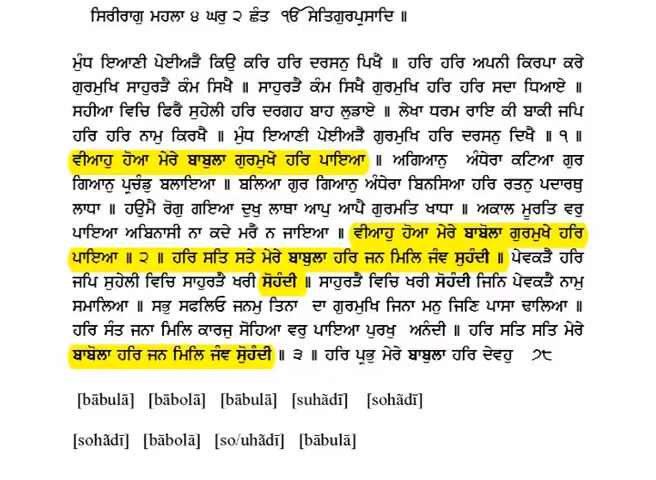 ਸਿਰੀਰਾਗੁ ਮਹਲਾ ੪ ਘਰੁ ੨ ਛੰਤ ੴ ਸੇਤਿਗੁਰਪ੍ਰਸਾਦਿ ॥
ਮੁੰਧ ਇਆਣੀ ਪੇਈਅੜੈ ਕਿਉ ਕਰਿ ਹਰਿ ਦਰਸਨੁ ਪਿਖੈ ॥ ਹਰਿ ਹਰਿ ਅਪਨੀ ਕਿਰਪਾ ਕਰੇ
ਗੁਰਮੁਖਿ ਸਾਹੁਰੜੈ ਕੰਮ ਸਿਖੈ ॥ ਸਾਹੁਰੜੈ ਕੰਮ ਸਿਖੈ ਗੁਰਮੁਖਿ ਹਰਿ ਹਰਿ ਸਦਾ ਧਿਆਏ ॥
ਸਹੀਆ ਵਿਚਿ ਫਿਰੈ ਸੁਹੇਲੀ ਹਰਿ ਦਰਗਹ ਬਾਹ ਲੁਡਾਏ ॥ ਲੇਖਾ ਧਰਮ ਰਾਇ ਕੀ ਬਾਕੀ ਜਪਿ
ਹਰਿ ਹਰਿ ਨਾਮੁ ਕਿਰਖੈ ॥ ਮੁੰਧ ਇਆਣੀ ਪੇਈਅੜੈ ਗੁਰਮੁਖਿ ਹਰਿ ਦਰਸਨੁ ਦਿਖੈ ॥ ੧ ॥
ਵੀਆਹੁ ਹੋਆ ਮੇਰੇ ਬਾਬੁਲਾ ਗੁਰਮੁਖੇ ਹਰਿ ਪਾਇਆ ॥ ਅਗਿਆਨੁ ਅੰਧੇਰਾ ਕਟਿਆ ਗੁਰ
ਗਿਆਨੁ ਪ੍ਰਚੰਡੁ ਬਲਾਇਆ ॥ ਬਲਿਆ ਗੁਰ ਗਿਆਨੁ ਅੰਧੇਰਾ ਬਿਨਸਿਆ ਹਰਿ ਰਤਨੁ ਪਦਾਰਥੁ
ਲਾਧਾ ॥ ਹਉਮੈ ਰੋਗੁ ਗਇਆ ਦੁਖੁ ਲਾਥਾ ਆਪੁ ਆਪੈ ਗੁਰਮਤਿ ਖਾਧਾ ॥ ਅਕਾਲ ਮੂਰਤਿ ਵਰੁ
ਪਾਇਆ ਅਬਿਨਾਸੀ ਨਾ ਕਦੇ ਮਰੈ ਨ ਜਾਇਆ ॥ ਵੀਆਹੁ ਹੋਆ ਮੇਰੇ ਬਾਬੋਲਾ ਗੁਰਮੁਖੇ ਹਰਿ
ਪਾਇਆ ॥ ੨ ॥ ਹਰਿ ਸਤਿ ਸਤੇ ਮੇਰੇ ਬਾਬੁਲਾ ਹਰਿ ਜਨ ਮਿਲਿ ਜੰਞ ਸੁਹੰਦੀ ॥ ਪੇਵਕੜੈ ਹਰਿ
ਜਪਿ ਸੁਹੇਲੀ ਵਿਚਿ ਸਾਹੁਰੜੈ ਖਰੀ ਸੋਹੰਦੀ ॥ ਸਾਹੁਰੜੈ ਵਿਚਿ ਖਰੀ ਸੋਹੰਦੀ ਜਿਨਿ ਪੇਵਕੜੈ ਨਾਮੁ
ਸਮਾਲਿਆ ॥ ਸਭੁ ਸਫਲਿਓ ਜਨਮੁ ਤਿਨਾ ਦਾ ਗੁਰਮੁਖਿ ਜਿਨਾ ਮਨੁ ਜਿਣਿ ਪਾਸਾ ਢਾਲਿਆ ॥
ਹਰਿ ਸੰਤ ਜਨਾ ਮਿਲਿ ਕਾਰਜੁ ਸੋਹਿਆ ਵਰੁ ਪਾਇਆ ਪੁਰਖੁ ਅਨੰਦੀ ॥ ਹਰਿ ਸਤਿ ਸਤਿ ਮੇਰੇ
ਬਾਬੋਲਾ ਹਰਿ ਜਨ ਮਿਲਿ ਜੰਞ ਸੋੁਹੰਦੀ ॥ ੩ ॥ ਹਰਿ ਪ੍ਰਭੁ ਮੇਰੇ ਬਾਬੁਲਾ ਹਰਿ ਦੇਵਹੁ ੭੮
[bābulā] [bābolā] [bābulā] [suhãdī] [sohãdī]
[sohãdī] [bābolā] [so/uhãdī] [bābulā]